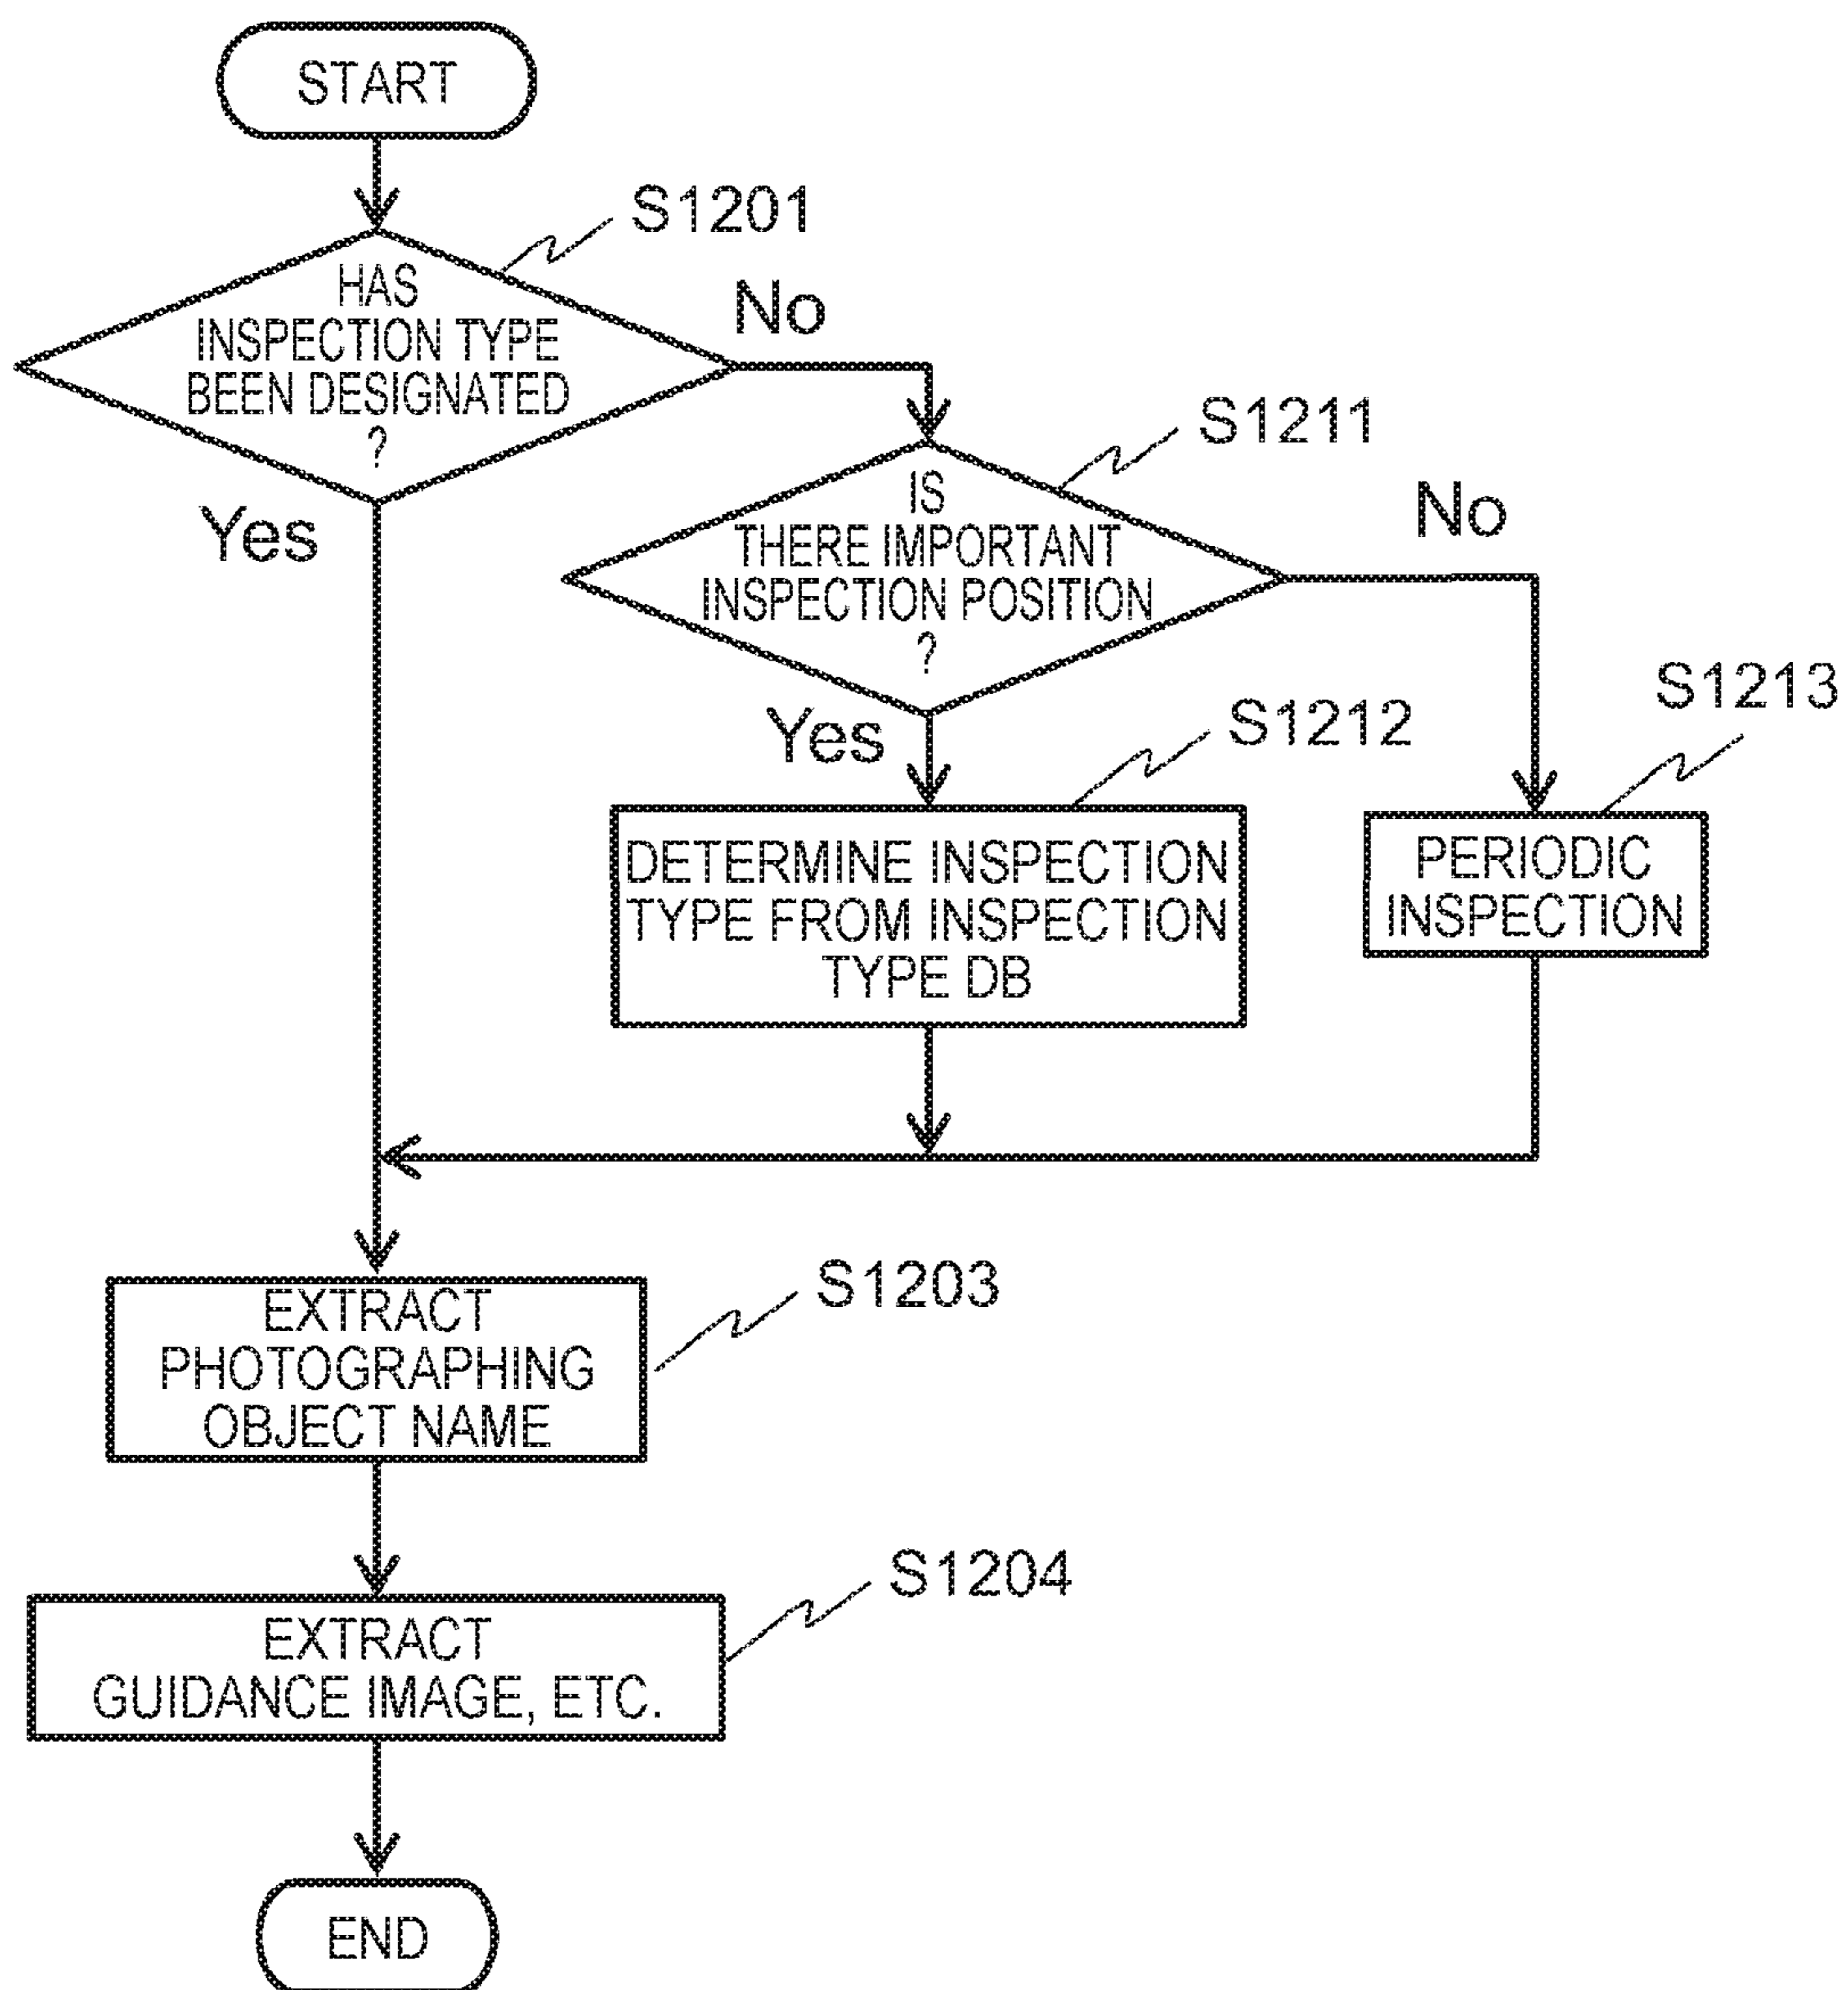 START
S1201
HAS
INSPECTION TYPE
BEEN DESIGNATED
?
No
Yes
S1211
IS
THERE IMPORTANT
INSPECTION POSITION
?
No
Yes
S1212
S1213
DETERMINE INSPECTION
TYPE FROM INSPECTION
TYPE DB
PERIODIC
INSPECTION
S1203
EXTRACT
PHOTOGRAPHING
OBJECT NAME
S1204
EXTRACT
GUIDANCE IMAGE, ETC.
END